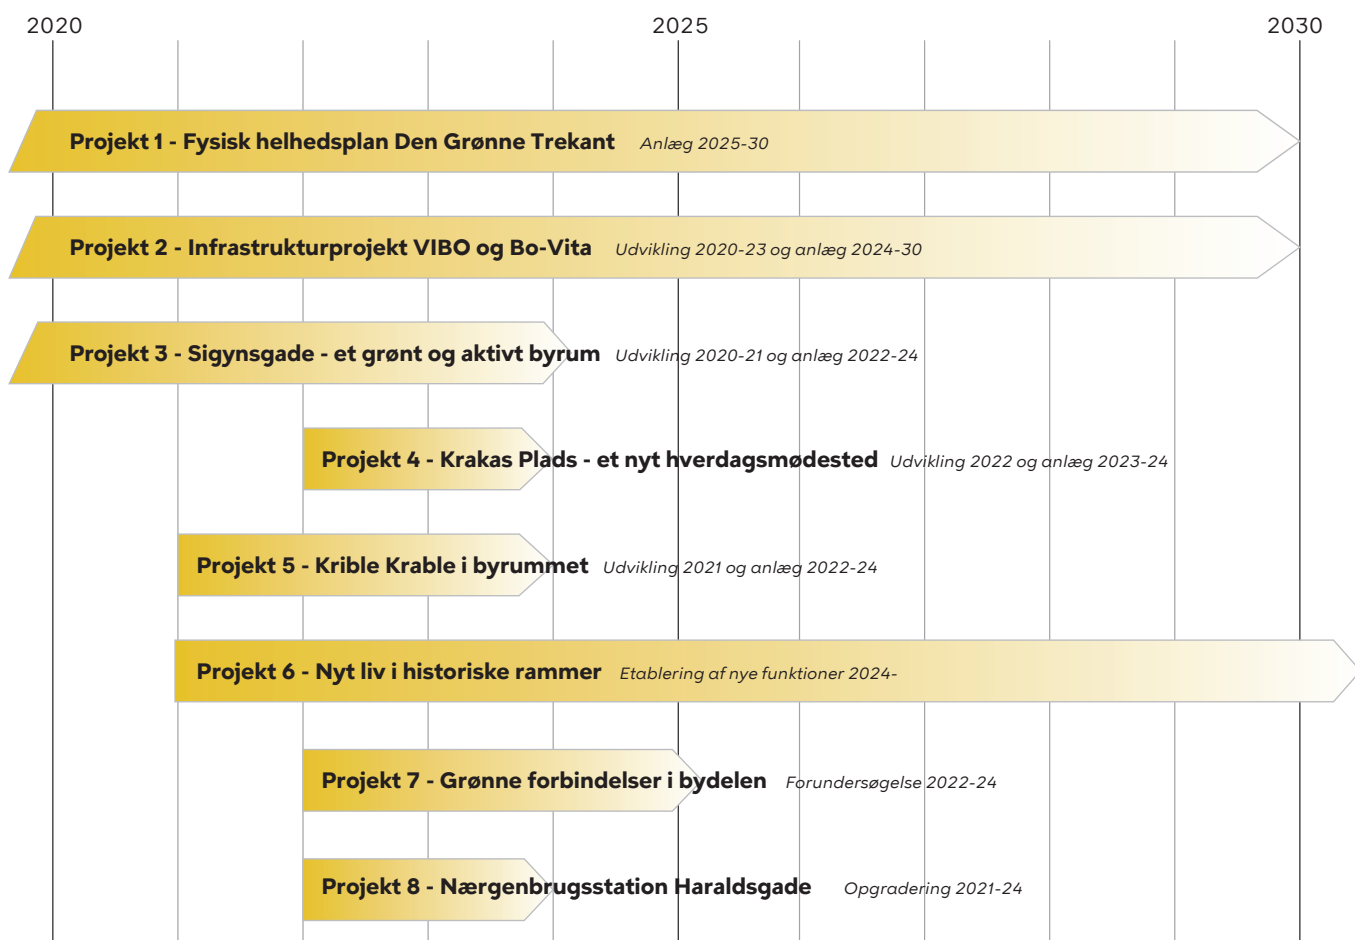 2020 2025 2030
Projekt 1 - Fysisk helhedsplan Den Grønne Trekant Anlæg 2025-30
Projekt 2 - Infrastrukturprojekt VIBO og Bo-Vita Udvikling 2020-23 og anlæg 2024-30
Projekt 3 - Sigynsgade - et grønt og aktivt byrum Udvikling 2020-21 og anlæg 2022-24
Projekt 4 - Krakas Plads - et nyt hverdagsmødested Udvikling 2022 og anlæg 2023-24
Projekt 5 - Krible Krable i byrummet Udvikling 2021 og anlæg 2022-24
Projekt 6 - Nyt liv i historiske rammer Etablering af nye funktioner 2024-
Projekt 7 - Grønne forbindelser i bydelen Forundersøgelse 2022-24
Projekt 8 - Nærgenbrugsstation Haraldsgade Opgradering 2021-24